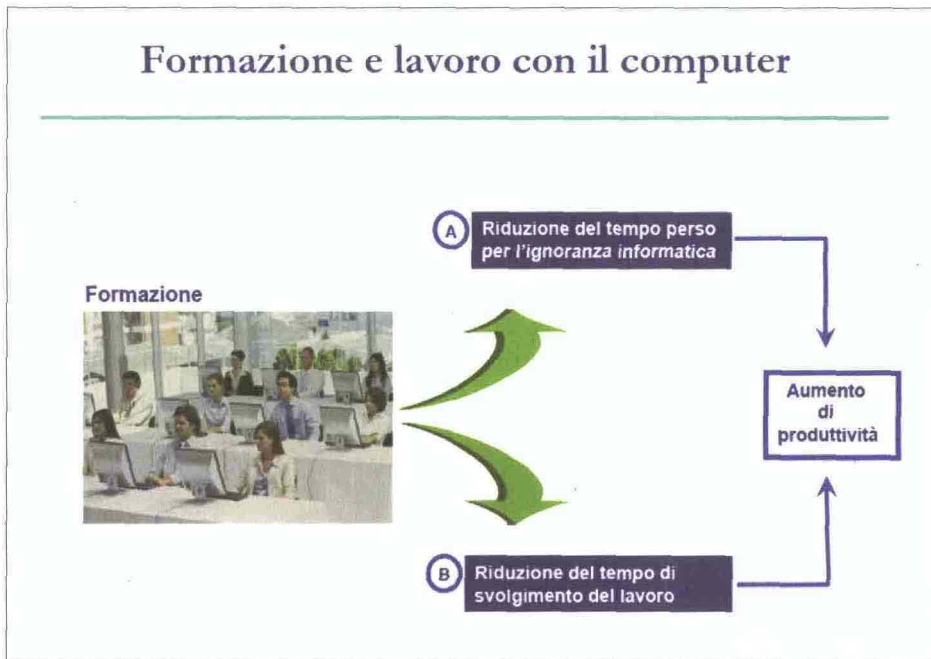 Formazione e lavoro con il computer
A
Riduzione del tempo perso
per l'ignoranza informatica
Formazione
Aumento
di
produttività
B
Riduzione del tempo di
svolgimento del lavoro